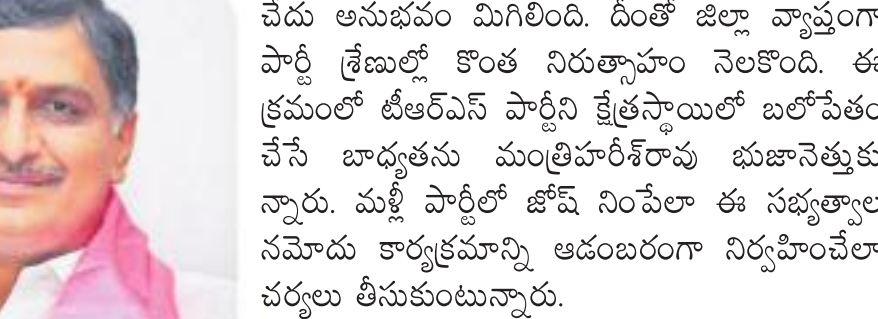 చేదు అనుభవం మిగిలింది. దీంతో జిల్లా వ్యాప్తంగా
పార్టీ శ్రేణుల్లో కొంత నిరుత్సాహం నెలకొంది. ఈ
క్రమంలో టీఆర్ఎస్ పార్టీని క్షేత్రస్థాయిలో బలోపేతం
చేసే బాధ్యతను మంత్రిహరీశ్‌రావు భుజానెత్తుకు
న్నారు. మళ్లీ పార్టీలో జోష్ నింపేలా ఈ సభ్యత్వాల
నమోదు కార్యక్రమాన్ని ఆడంబరంగా నిర్వహించేలా
చర్యలు తీసుకుంటున్నారు.